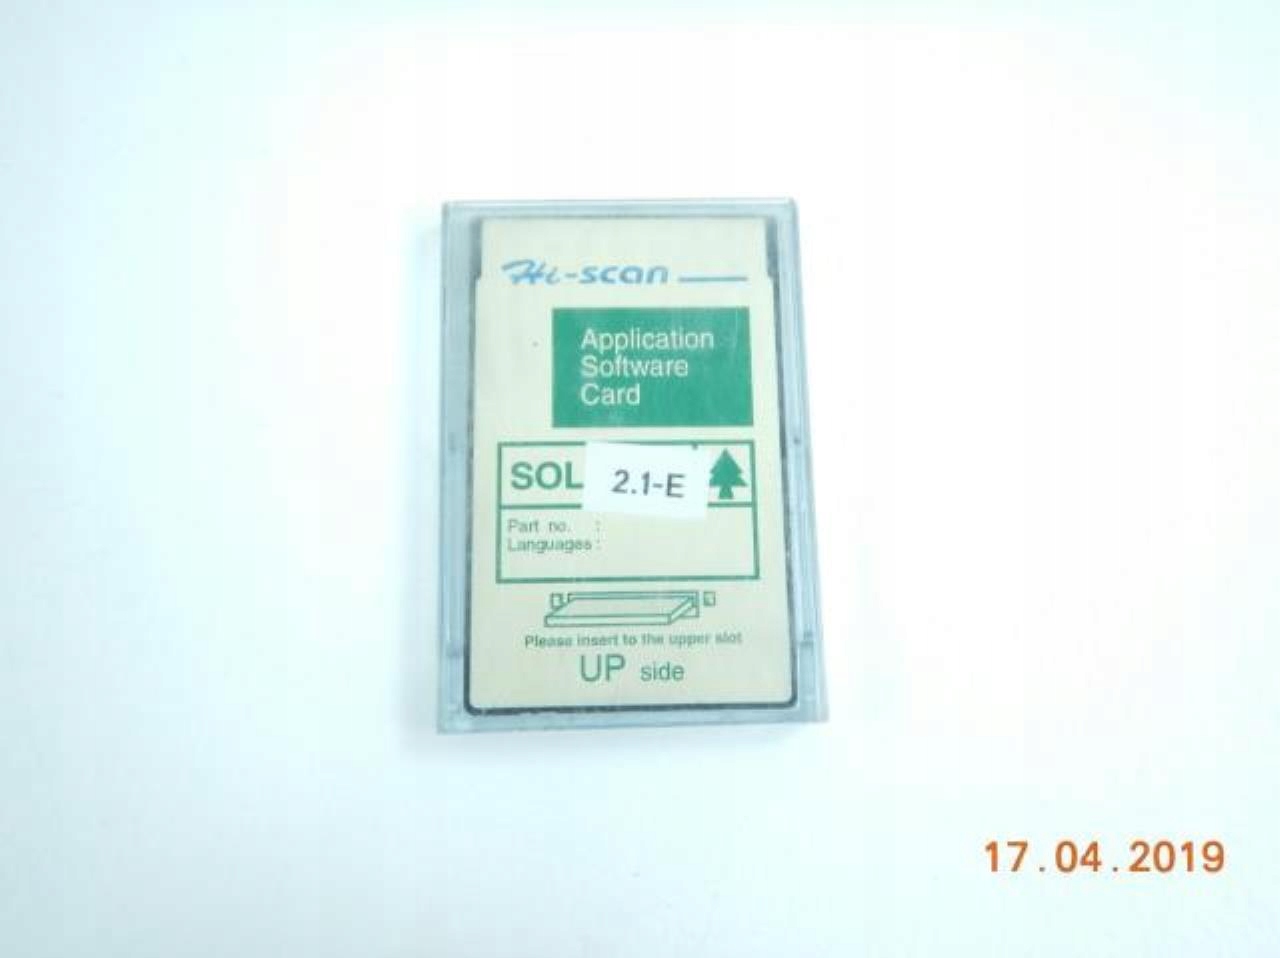 Hi-scan
Application
Software
Card
SOL 2.1-E
Part no. :
Languages :
Please insert to the upper slot
UP side
17.04.2019